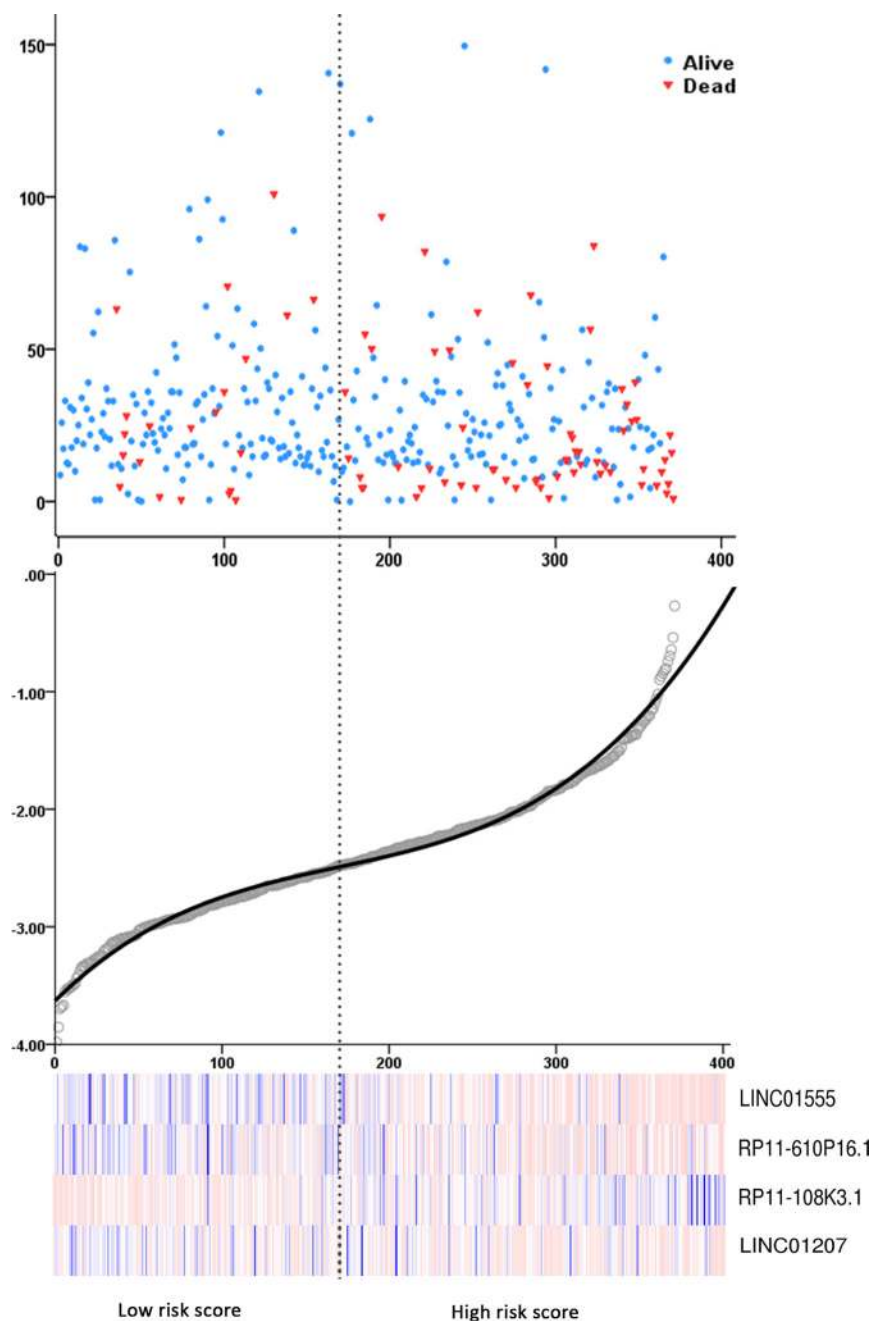 150
Alive
Dead
100
50
0
0 100 200 300 400
.00
-1.00
-2.00
-3.00
-4.00
0 100 200 300 400
LINC01555
RP11-610P16.1
RP11-108K3.1
LINC01207
Low risk score High risk score